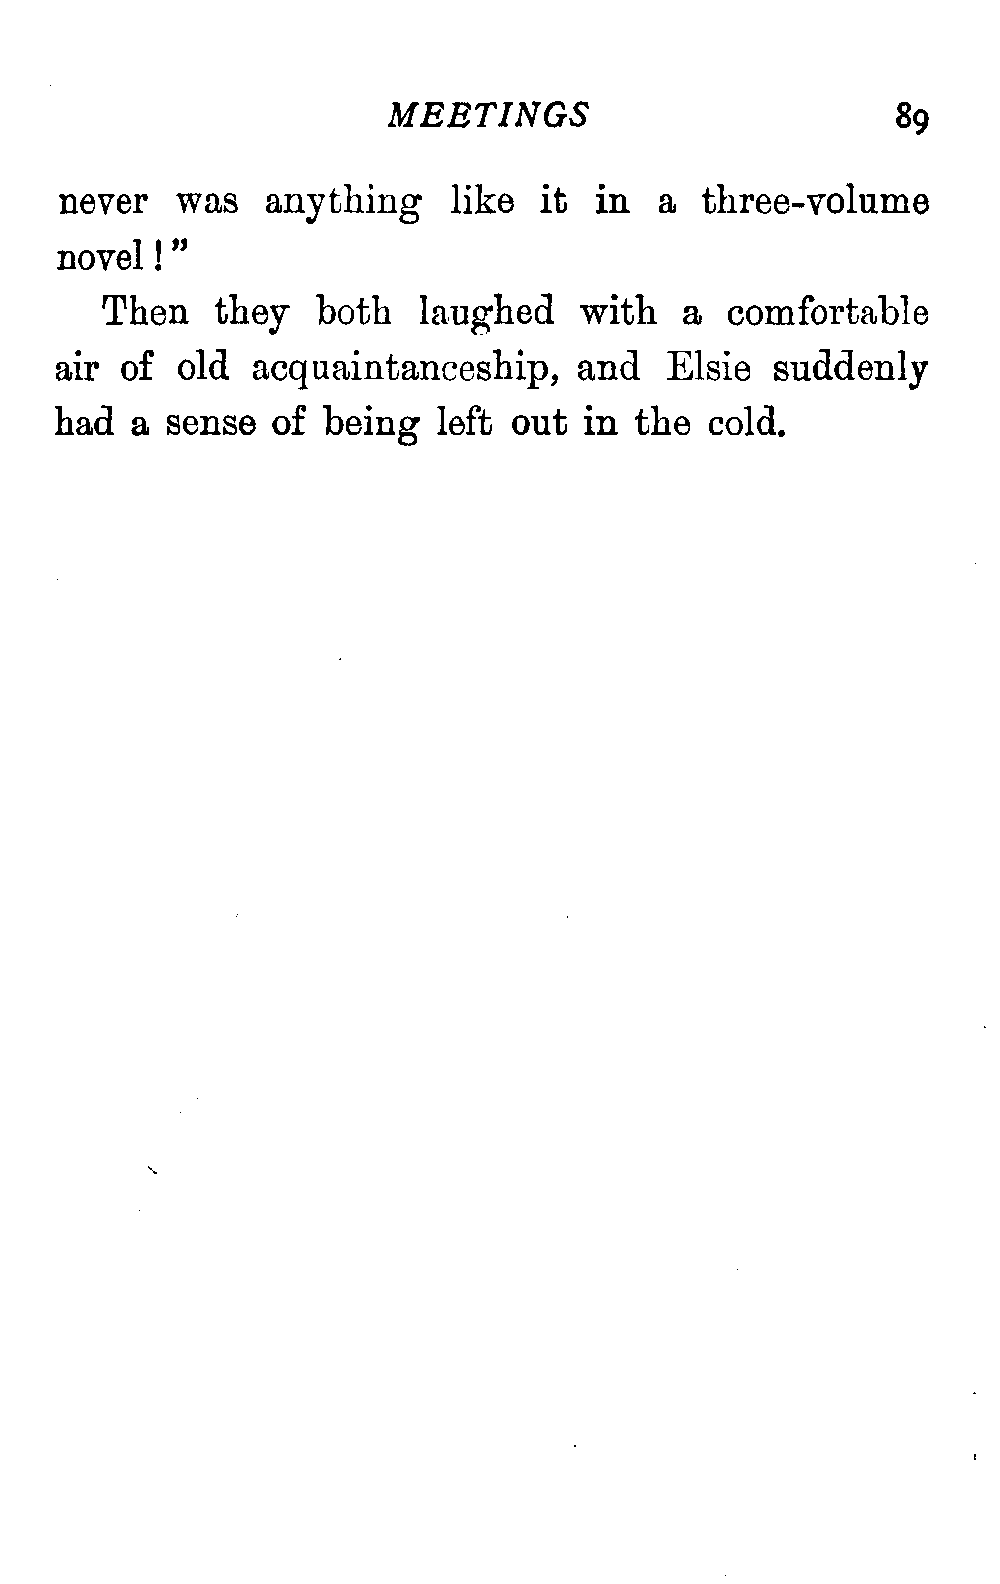 MEETINGS 89
never was anything like it in a three-volume
novel!”
Then they both laughed with a comfortable
air of old acquaintanceship, and Elsie suddenly
had a sense of being left out in the cold.